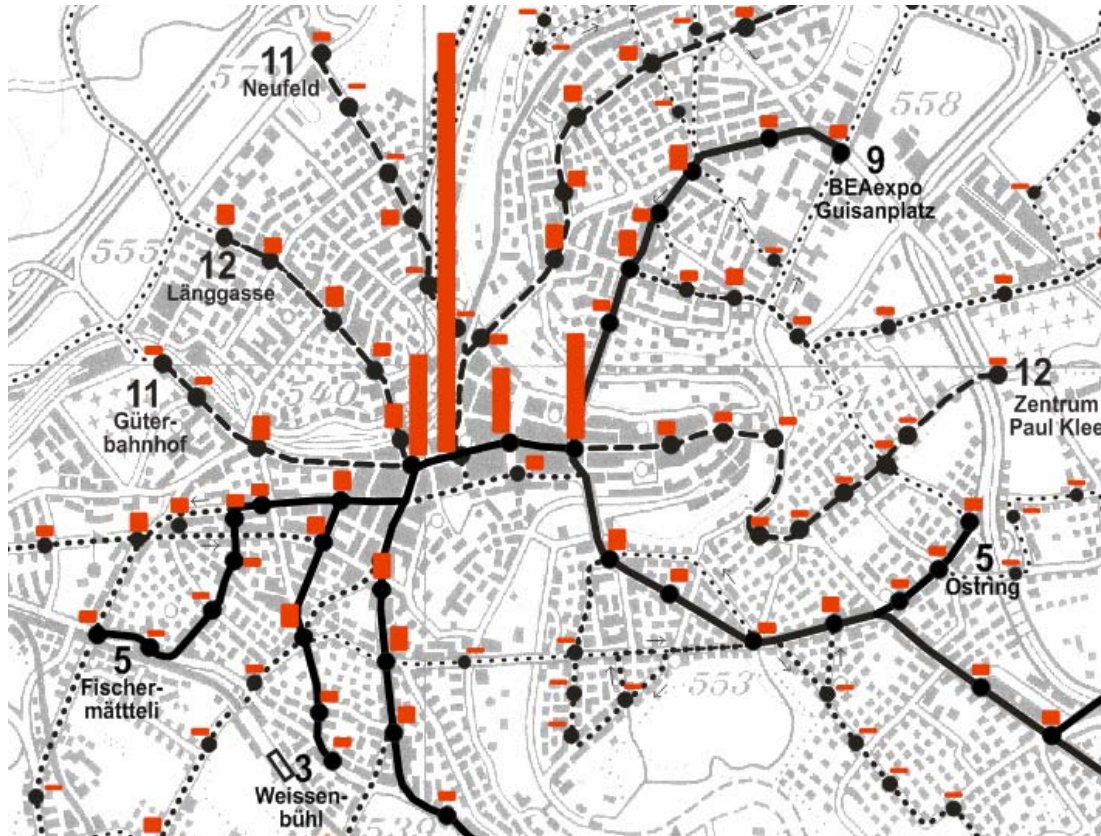 11
Neufeld
558
9
BEAexpo
Guisanplatz
555
12
Länggasse
11
Güter-
bahnhof
540
12
Zentrum
Paul Klee
5
Ostring
5
Fischer-
mättteli
553
3
Weissen-
bühl